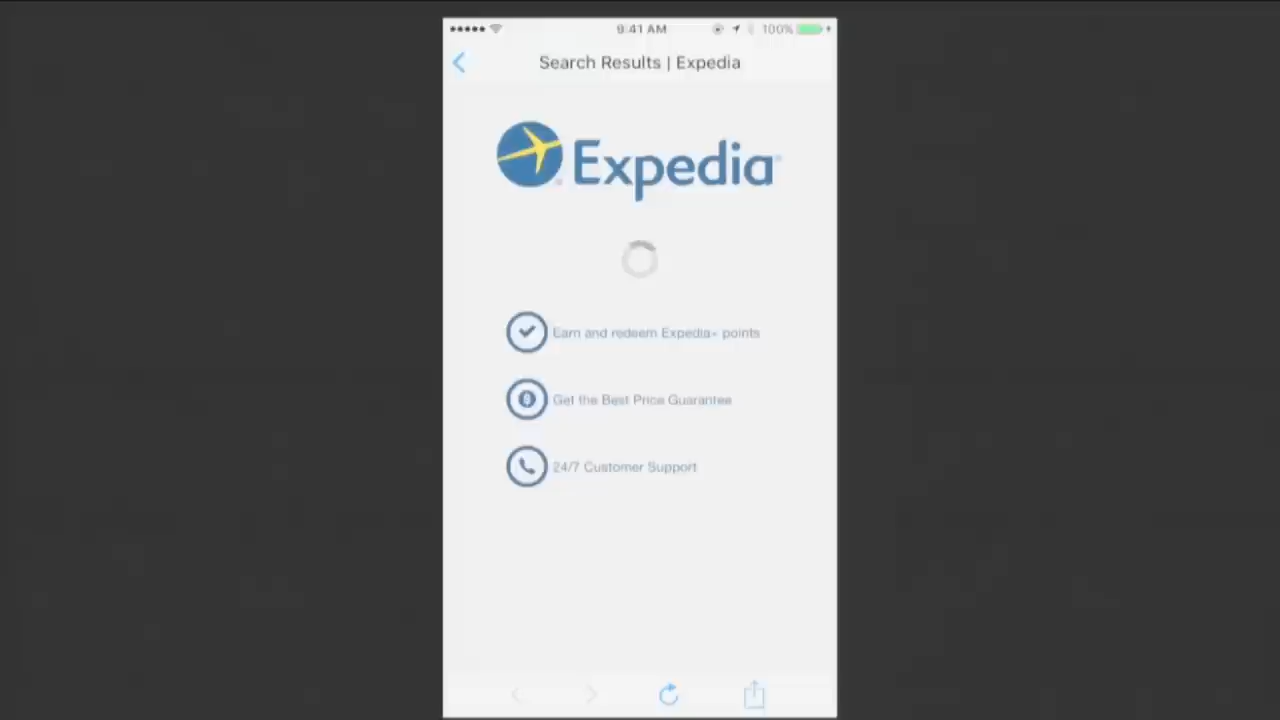 9:41 AM 100%
Search Results | Expedia
Expedia
Earn and redeem Expedia+ points
Get the Best Price Guarantee
24/7 Customer Support